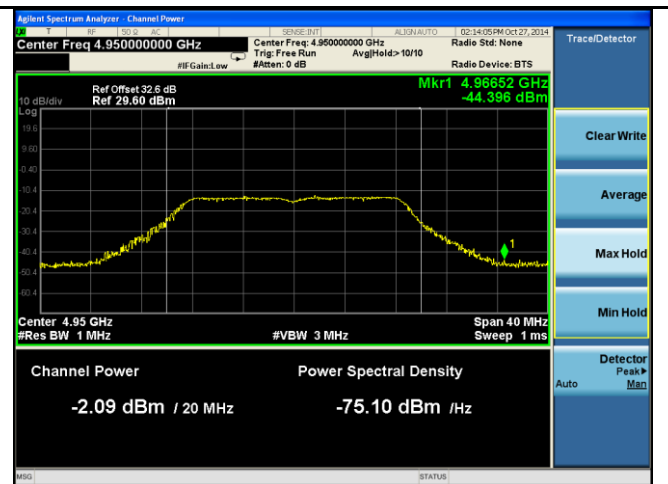 Agilent Spectrum Analyzer - Channel Power
T RF 50 Ω AC SENSE:INT ALIGNAUTO 02:14:05PM Oct 27, 2014
Center Freq 4.950000000 GHz
Center Freq: 4.950000000 GHz
Radio Std: None
Trig: Free Run Avg|Hold:>10/10
#IFGain:Low
#Atten: 0 dB
Radio Device: BTS
Trace/Detector
Ref Offset 32.6 dB
Mkr1 4.96652 GHz
10 dB/div Ref 29.60 dBm
-44.396 dBm
Log
19.6
9.60
-0.40
-10.4
-20.4
-30.4
-40.4
-50.4
-60.4
1
Center 4.95 GHz
Span 40 MHz
#Res BW 1 MHz
#VBW 3 MHz
Sweep 1 ms
Channel Power
Power Spectral Density
-2.09 dBm / 20 MHz
-75.10 dBm /Hz
Clear Write
Average
Max Hold
Min Hold
Detector
Peak▶
Auto Man
MSG
STATUS